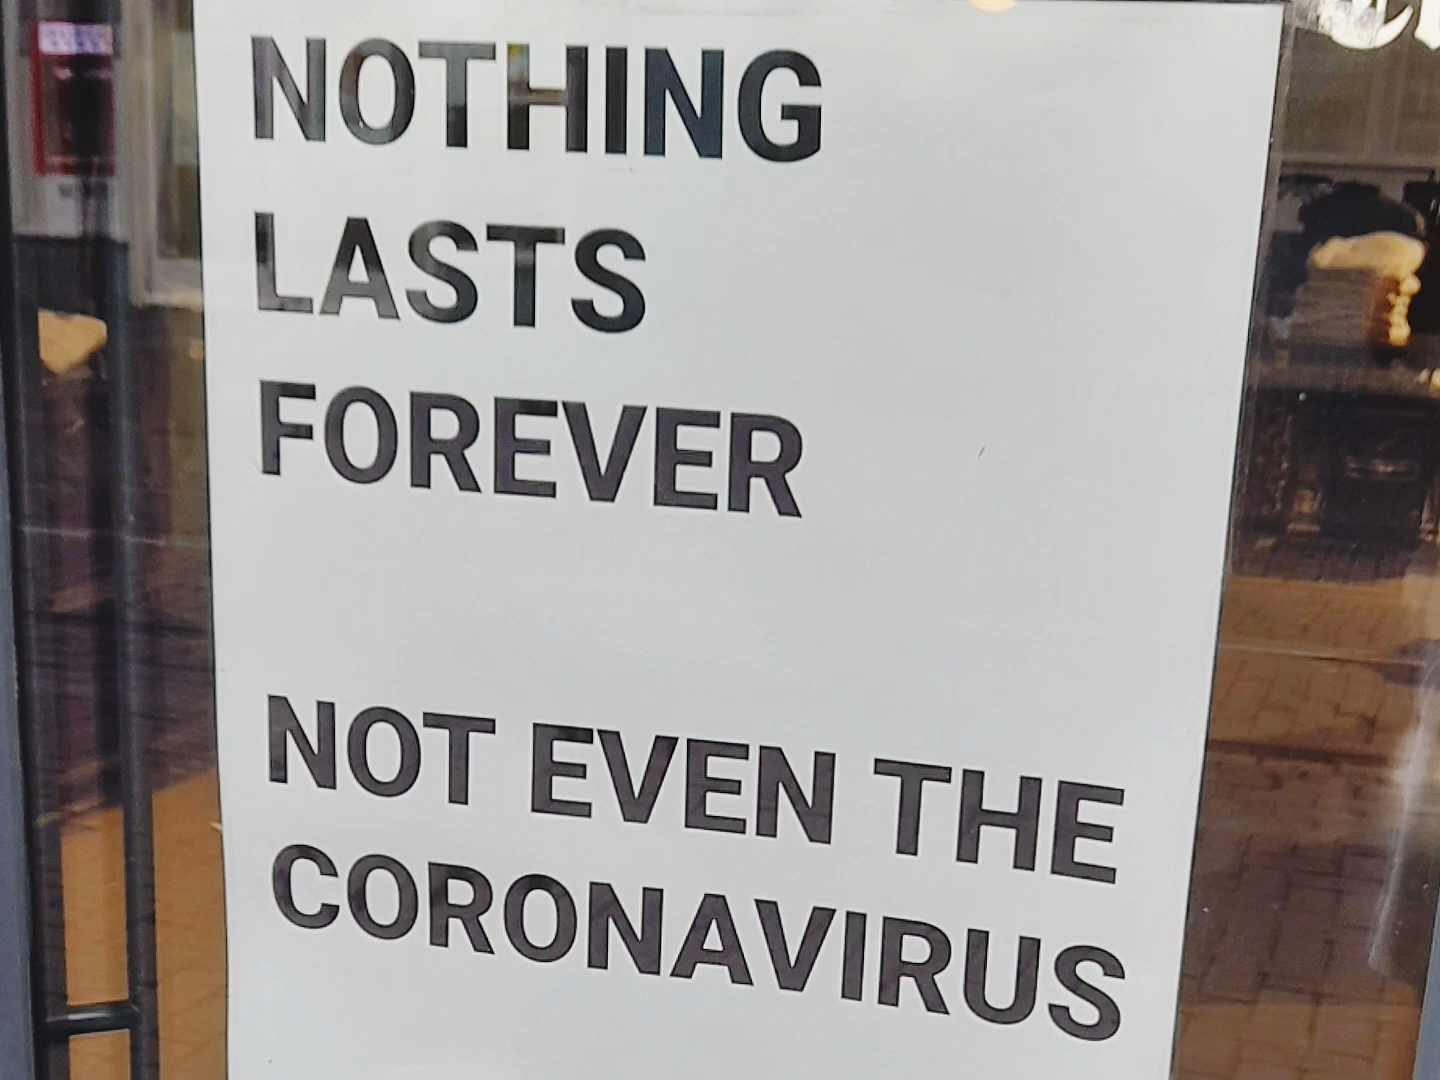 NOTHING
LASTS
FOREVER
NOT EVEN THE
CORONAVIRUS